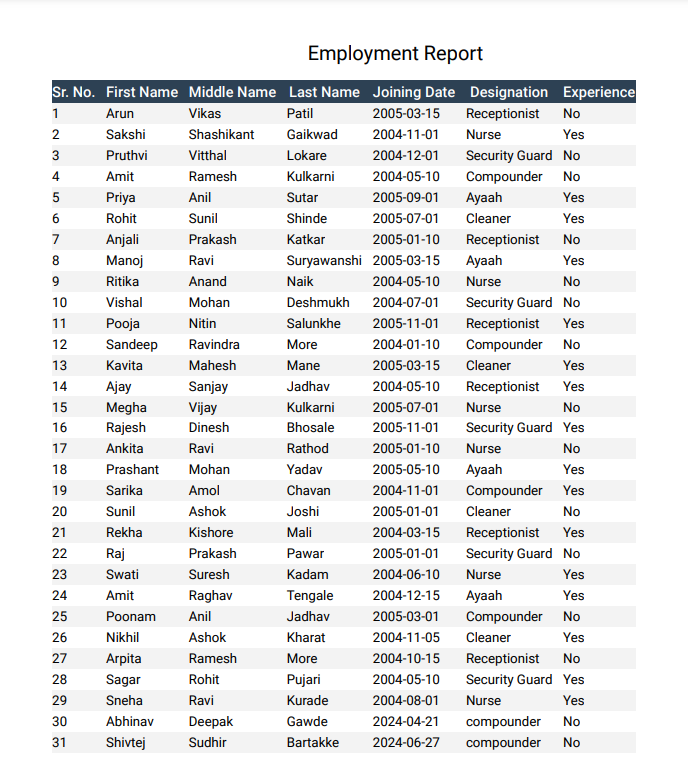 Employment Report
Sr. No. First Name Middle Name Last Name Joining Date Designation Experience
1 Arun Vikas Patil 2005-03-15 Receptionist No
2 Sakshi Shashikant Gaikwad 2004-11-01 Nurse Yes
3 Pruthvi Vitthal Lokare 2004-12-01 Security Guard No
4 Amit Ramesh Kulkarni 2004-05-10 Compounder No
5 Priya Anil Sutar 2005-09-01 Ayaah Yes
6 Rohit Sunil Shinde 2005-07-01 Cleaner Yes
7 Anjali Prakash Katkar 2005-01-10 Receptionist No
8 Manoj Ravi Suryawanshi 2005-03-15 Ayaah Yes
9 Ritika Anand Naik 2004-05-10 Nurse No
10 Vishal Mohan Deshmukh 2004-07-01 Security Guard No
11 Pooja Nitin Salunkhe 2005-11-01 Receptionist Yes
12 Sandeep Ravindra More 2004-01-10 Compounder No
13 Kavita Mahesh Mane 2005-03-15 Cleaner Yes
14 Ajay Sanjay Jadhav 2004-05-10 Receptionist Yes
15 Megha Vijay Kulkarni 2005-07-01 Nurse No
16 Rajesh Dinesh Bhosale 2005-11-01 Security Guard Yes
17 Ankita Ravi Rathod 2005-01-10 Nurse No
18 Prashant Mohan Yadav 2005-05-10 Ayaah Yes
19 Sarika Amol Chavan 2004-11-01 Compounder Yes
20 Sunil Ashok Joshi 2005-01-01 Cleaner No
21 Rekha Kishore Mali 2004-03-15 Receptionist Yes
22 Raj Prakash Pawar 2005-01-01 Security Guard No
23 Swati Suresh Kadam 2004-06-10 Nurse Yes
24 Amit Raghav Tengale 2004-12-15 Ayaah Yes
25 Poonam Anil Jadhav 2005-03-01 Compounder No
26 Nikhil Ashok Kharat 2004-11-05 Cleaner Yes
27 Arpita Ramesh More 2004-10-15 Receptionist No
28 Sagar Rohit Pujari 2004-05-10 Security Guard Yes
29 Sneha Ravi Kurade 2004-08-01 Nurse Yes
30 Abhinav Deepak Gawde 2024-04-21 compounder No
31 Shivtej Sudhir Bartakke 2024-06-27 compounder No